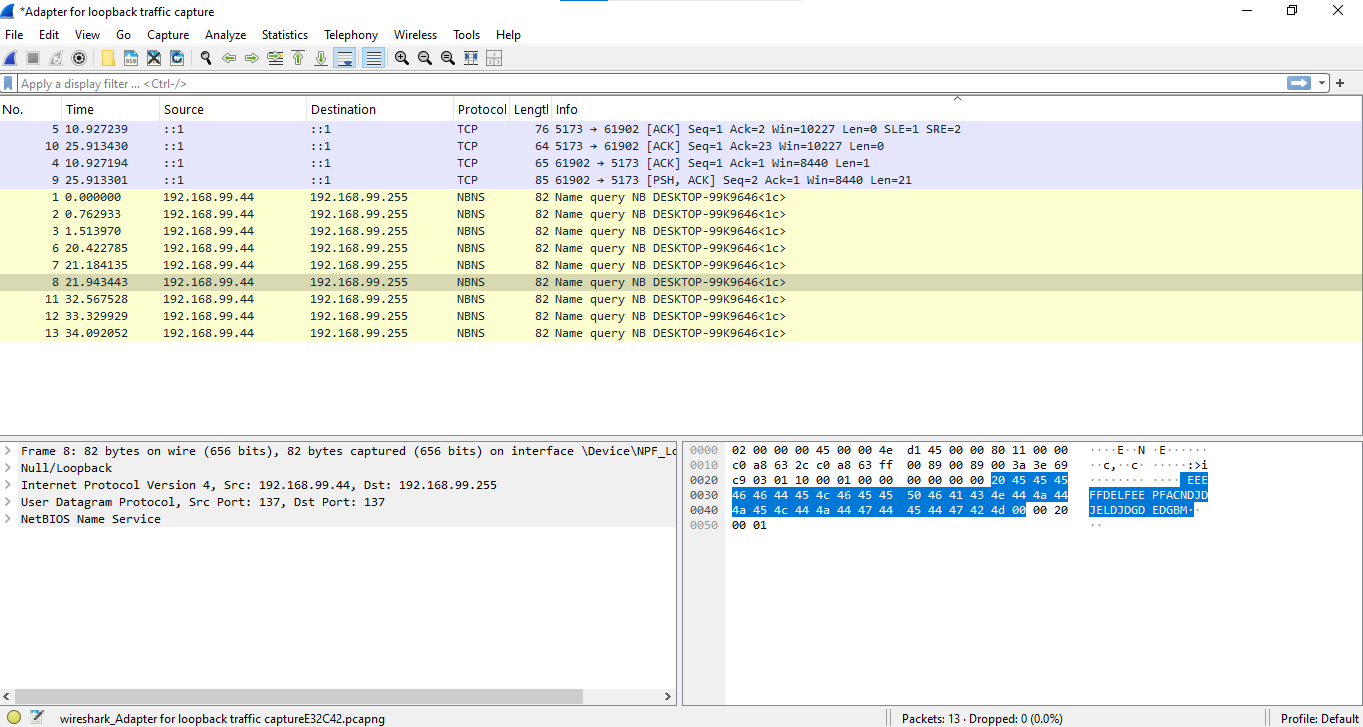 *Adapter for loopback traffic capture
File Edit View Go Capture Analyze Statistics Telephony Wireless Tools Help
Apply a display filter ... <Ctrl-/>
No. Time Source Destination Protocol Lengtl Info
5 10.927239 ::1 ::1 TCP 76 5173 → 61902 [ACK] Seq=1 Ack=2 Win=10227 Len=0 SLE=1 SRE=2
10 25.913430 ::1 ::1 TCP 64 5173 → 61902 [ACK] Seq=1 Ack=23 Win=10227 Len=0
4 10.927194 ::1 ::1 TCP 65 61902 → 5173 [ACK] Seq=1 Ack=1 Win=8440 Len=1
9 25.913301 ::1 ::1 TCP 85 61902 → 5173 [PSH, ACK] Seq=2 Ack=1 Win=8440 Len=21
1 0.000000 192.168.99.44 192.168.99.255 NBNS 82 Name query NB DESKTOP-99K9646<1c>
2 0.762933 192.168.99.44 192.168.99.255 NBNS 82 Name query NB DESKTOP-99K9646<1c>
3 1.513970 192.168.99.44 192.168.99.255 NBNS 82 Name query NB DESKTOP-99K9646<1c>
6 20.422785 192.168.99.44 192.168.99.255 NBNS 82 Name query NB DESKTOP-99K9646<1c>
7 21.184135 192.168.99.44 192.168.99.255 NBNS 82 Name query NB DESKTOP-99K9646<1c>
8 21.943443 192.168.99.44 192.168.99.255 NBNS 82 Name query NB DESKTOP-99K9646<1c>
11 32.567528 192.168.99.44 192.168.99.255 NBNS 82 Name query NB DESKTOP-99K9646<1c>
12 33.329929 192.168.99.44 192.168.99.255 NBNS 82 Name query NB DESKTOP-99K9646<1c>
13 34.092052 192.168.99.44 192.168.99.255 NBNS 82 Name query NB DESKTOP-99K9646<1c>
Frame 8: 82 bytes on wire (656 bits), 82 bytes captured (656 bits) on interface \Device\NPF_Lo
Null/Loopback
Internet Protocol Version 4, Src: 192.168.99.44, Dst: 192.168.99.255
User Datagram Protocol, Src Port: 137, Dst Port: 137
NetBIOS Name Service
0000 02 00 00 00 45 00 00 4e d1 45 00 00 80 11 00 00 ····E··N ·E······
0010 c0 a8 63 2c c0 a8 63 ff 00 89 00 89 00 3a 3e 69 ··c,··c· ·····:>i
0020 c9 03 01 10 00 01 00 00 00 00 00 00 20 45 45 45 ········ ···· EEE
0030 46 46 44 45 4c 46 45 45 50 46 41 43 4e 44 4a 44 FFDELFEE PFACNDJD
0040 4a 45 4c 44 4a 44 47 44 45 44 47 42 4d 00 00 20 JELDJDGD EDGBM··
0050 00 01 ··
wireshark_Adapter for loopback traffic captureE32C42.pcapng
Packets: 13 · Dropped: 0 (0.0%)
Profile: Default